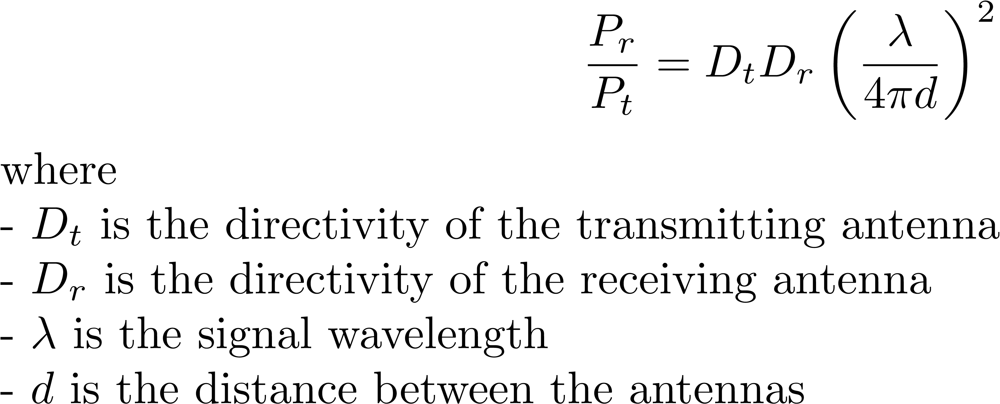 \frac{P_r}{P_t} = D_t D_r \left( \frac{\lambda}{4\pi d} \right)^2
where
- D_t is the directivity of the transmitting antenna
- D_r is the directivity of the receiving antenna
- λ is the signal wavelength
- d is the distance between the antennas